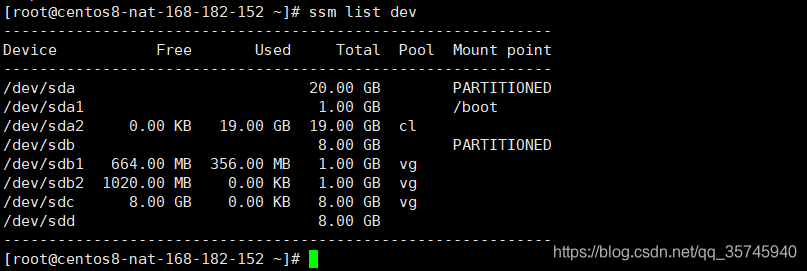 [root@centos8-nat-168-182-152 ~]# ssm list dev
-------------------------------------------------------------
Device Free Used Total Pool Mount point
-------------------------------------------------------------
/dev/sda 20.00 GB PARTITIONED
/dev/sda1 1.00 GB /boot
/dev/sda2 0.00 KB 19.00 GB 19.00 GB cl
/dev/sdb 8.00 GB PARTITIONED
/dev/sdb1 664.00 MB 356.00 MB 1.00 GB vg
/dev/sdb2 1020.00 MB 0.00 KB 1.00 GB vg
/dev/sdc 8.00 GB 0.00 KB 8.00 GB vg
/dev/sdd 8.00 GB
-------------------------------------------------------------
[root@centos8-nat-168-182-152 ~]#
https://blog.csdn.net/qq_35745940